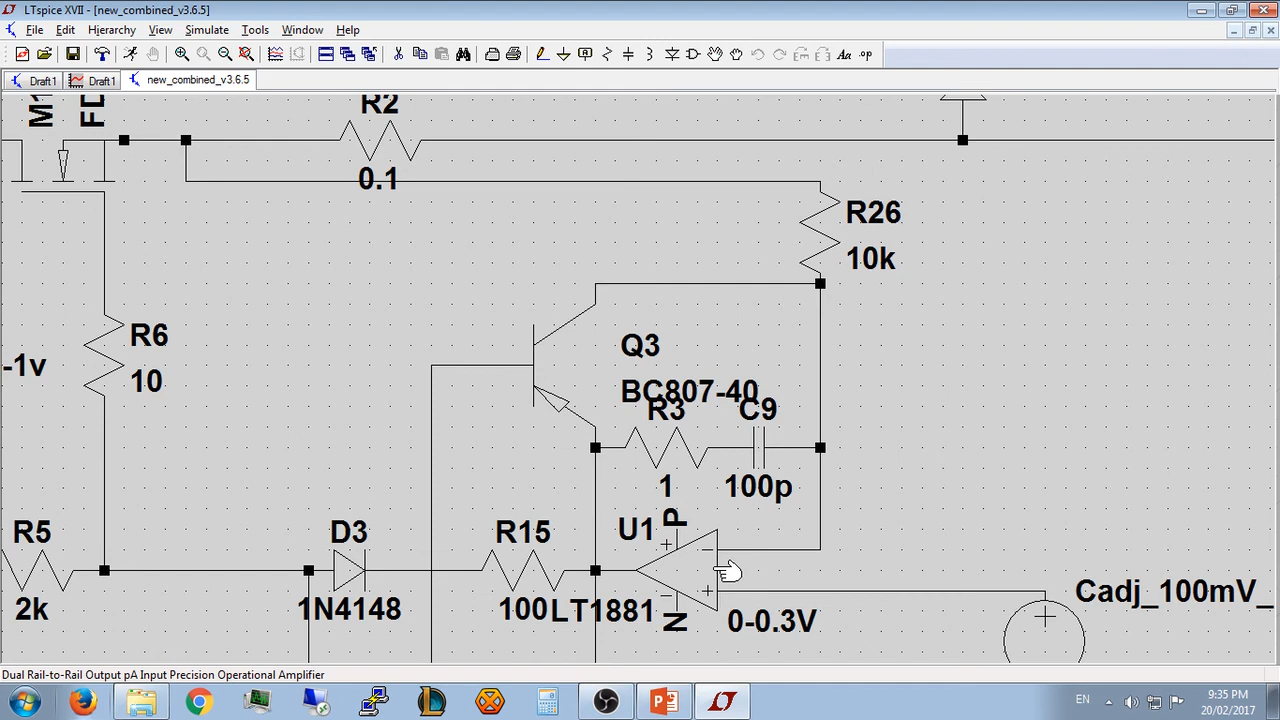 LTspice XVII - [new_combined_v3.6.5]
File Edit Hierarchy View Simulate Tools Window Help
Draft1 Draft1 new_combined_v3.6.5
M1
FD
R2
0.1
R26
10k
R6
10
-1v
Q3
BC807-40
R3
C9
1
100p
R5
2k
D3
1N4148
R15
100
U1
P
+
−
+
−
N
LT1881
0-0.3V
Cadj_100mV_
+
Dual Rail-to-Rail Output pA Input Precision Operational Amplifier
EN
9:35 PM
20/02/2017